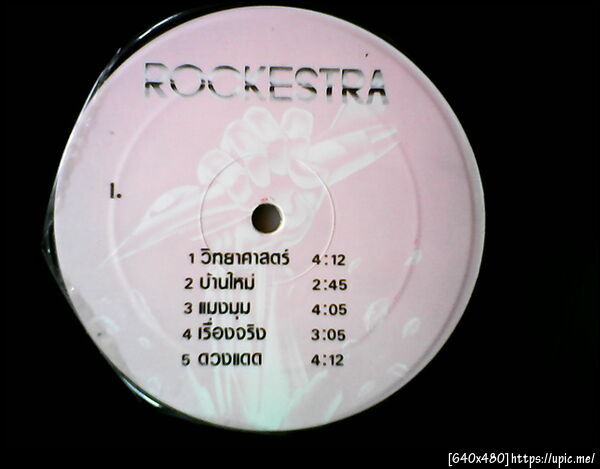 ROCKESTRA
I.
1 วิทยาศาสตร์ 4:12
2 บ้านใหม่ 2:45
3 แมงมุม 4:05
4 เรื่องจริง 3:05
5 ดวงแดด 4:12
[640x480]https://upic.me/